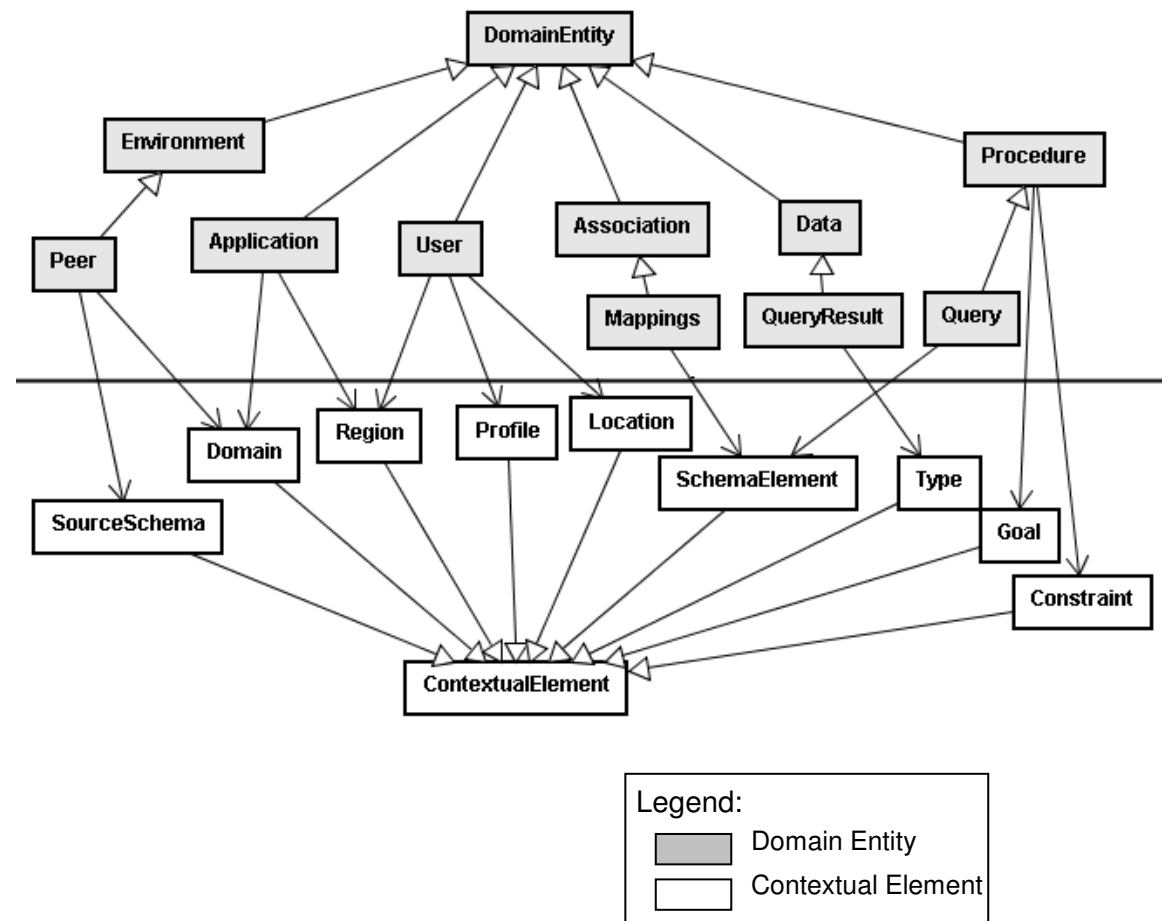 DomainEntity
Environment
Procedure
Application
User
Association
Data
Peer
Mappings
QueryResult
Query
Domain
Region
Profile
Location
SchemaElement
Type
SourceSchema
Goal
Constraint
ContextualElement
Legend:
Domain Entity
Contextual Element